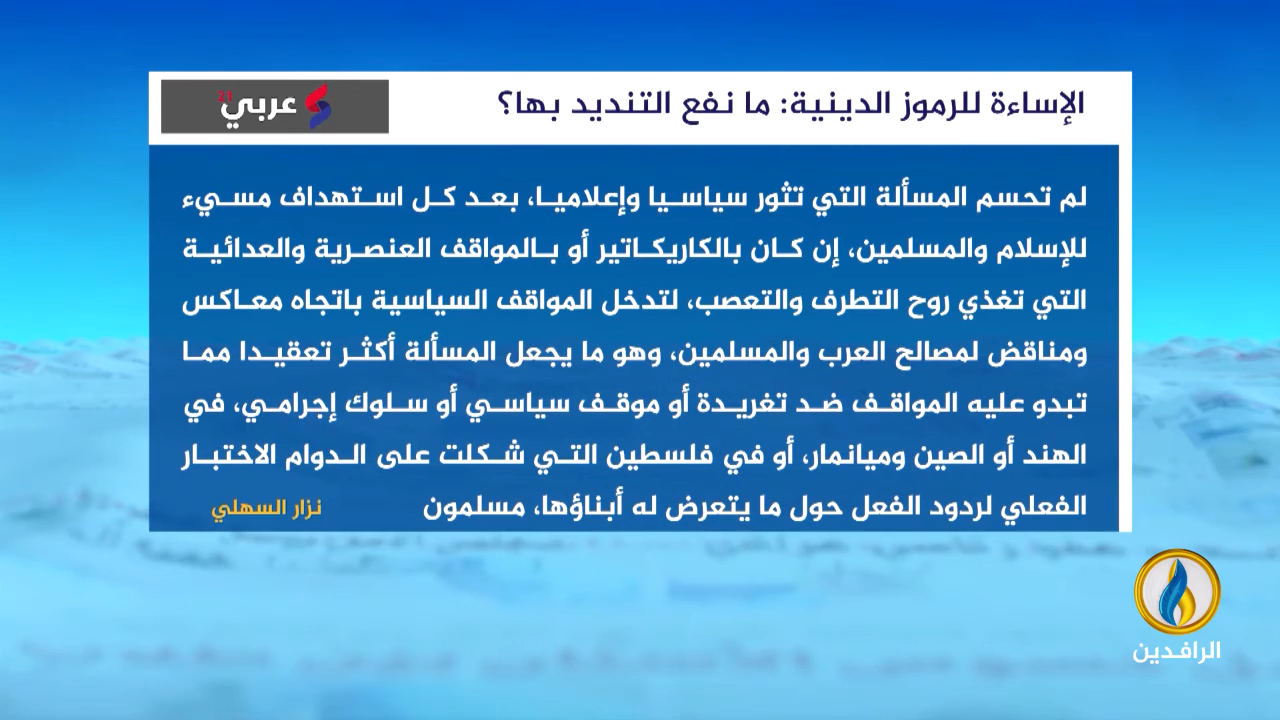 الإساءة للرموز الدينية: ما نفع التنديد بها؟
عربي 21
لم تحسم المسألة التي تثور سياسيا وإعلاميا، بعد كل استهداف مسيء
للإسلام والمسلمين، إن كان بالكاريكاتير أو بالمواقف العنصرية والعدائية
التي تغذي روح التطرف والتعصب، لتدخل المواقف السياسية باتجاه معاكس
ومناقض لمصالح العرب والمسلمين، وهو ما يجعل المسألة أكثر تعقيدا مما
تبدو عليه المواقف ضد تغريدة أو موقف سياسي أو سلوك إجرامي، في
الهند أو الصين وميانمار، أو في فلسطين التي شكلت على الدوام الاختبار
الفعلي لردود الفعل حول ما يتعرض له أبناؤها، مسلمون
نزار السهلي
الرافدين